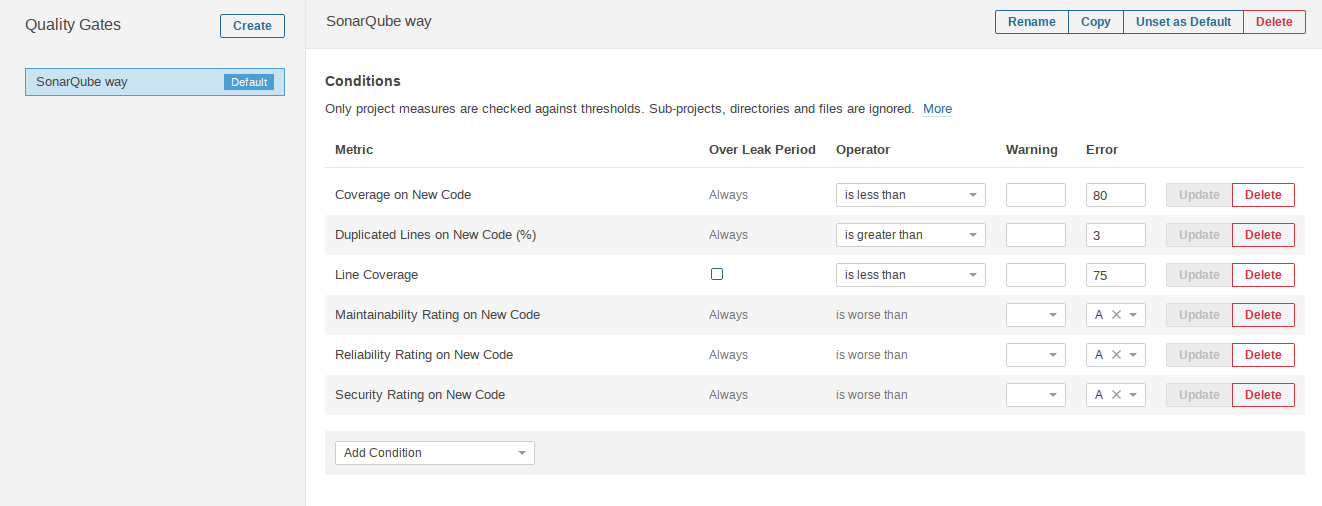 Quality Gates
Create
SonarQube way
Default
SonarQube way
Rename Copy Unset as Default Delete
Conditions
Only project measures are checked against thresholds. Sub-projects, directories and files are ignored. More
Metric Over Leak Period Operator Warning Error
Coverage on New Code Always is less than 80 Update Delete
Duplicated Lines on New Code (%) Always is greater than 3 Update Delete
Line Coverage is less than 75 Update Delete
Maintainability Rating on New Code Always is worse than A Update Delete
Reliability Rating on New Code Always is worse than A Update Delete
Security Rating on New Code Always is worse than A Update Delete
Add Condition